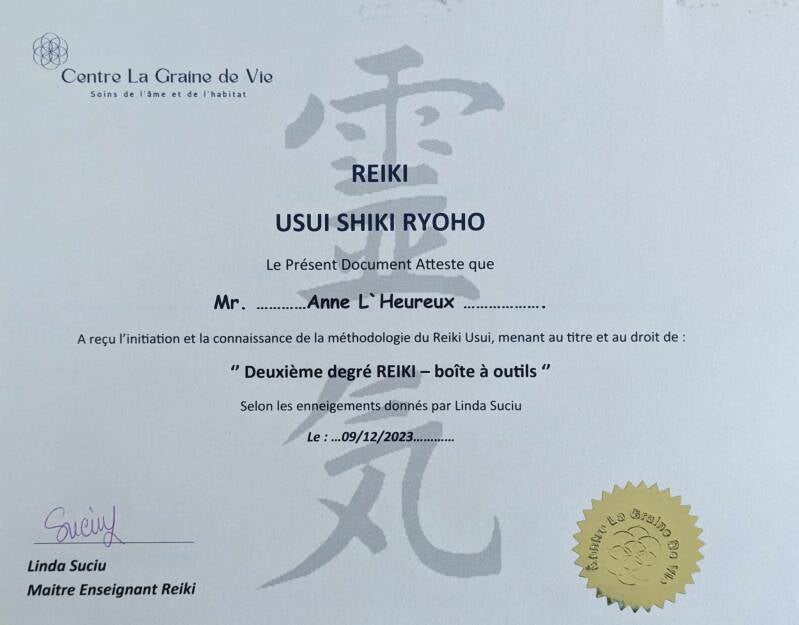 Centre La Graine de Vie
Soins de l'âme et de l'habitat
靈
気
REIKI
USUI SHIKI RYOHO
Le Présent Document Atteste que
Mr. …………Anne L`Heureux ……………….
A reçu l'initiation et la connaissance de la méthodologie du Reiki Usui, menant au titre et au droit de :
‘’ Deuxième degré REIKI – boîte à outils ‘’
Selon les enneigements donnés par Linda Suciu
Le : …09/12/2023…………
Suciu
Linda Suciu
Maitre Enseignant Reiki
Centre La Graine De Vie